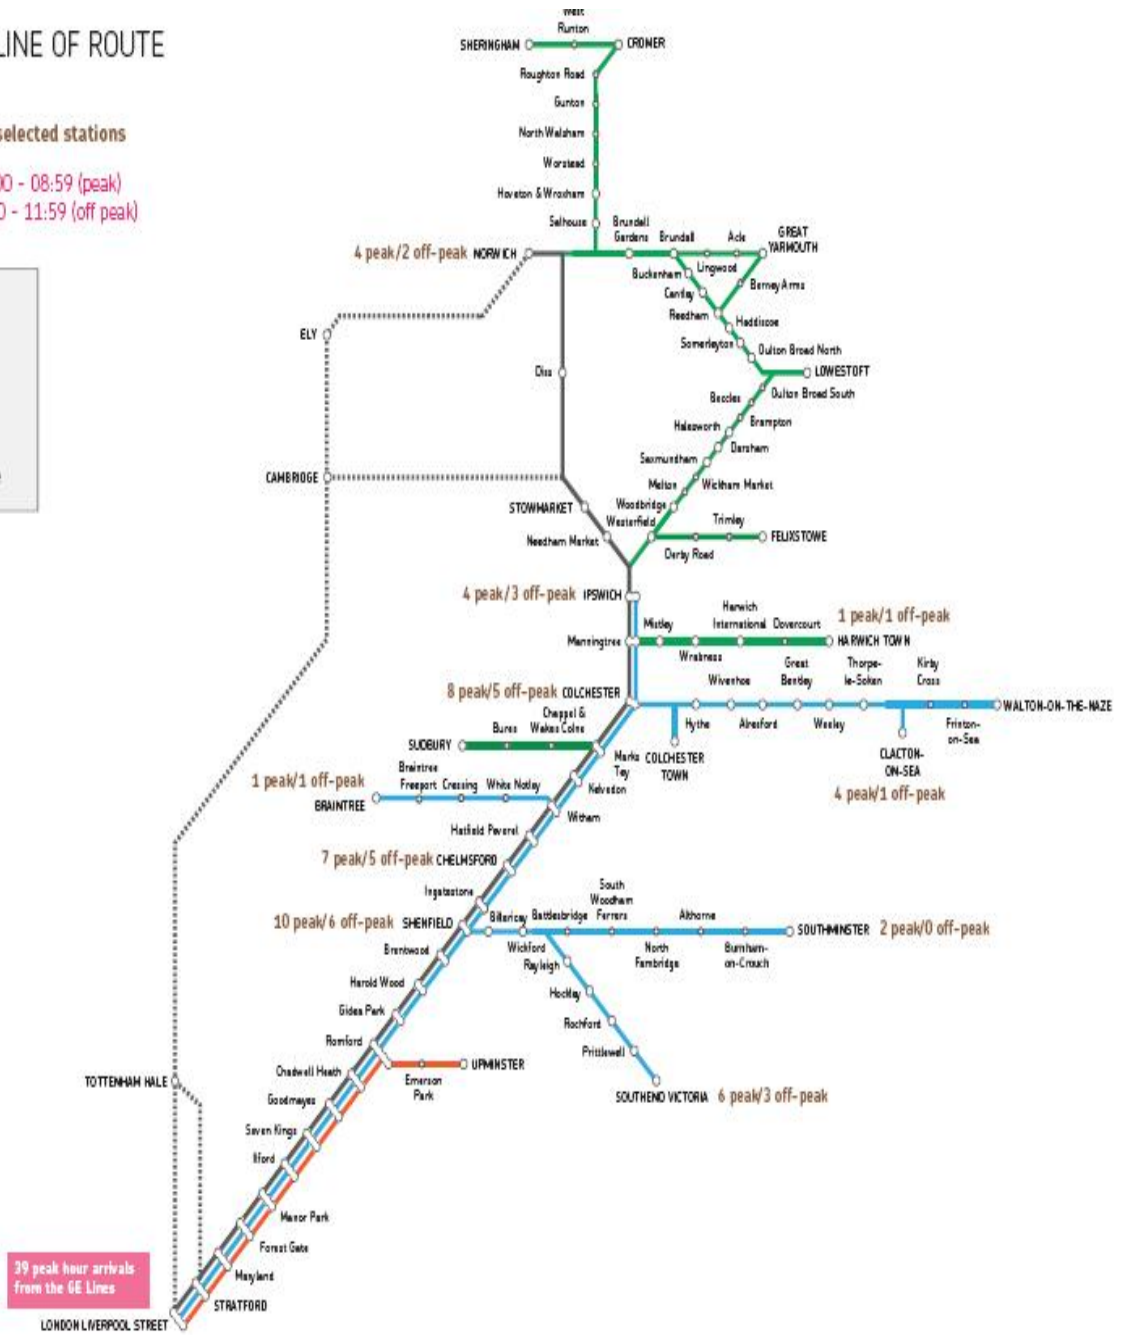 LINE OF ROUTE
selected stations
00 - 08:59 (peak)
0 - 11:59 (off peak)
West
Runton
SHERINGHAM
CROMER
Roughton Road
Gunton
North Walsham
Worstead
Hoveton & Wroxham
Salhouse
Brundall
Gardens
Brundall
Acle
GREAT
YARMOUTH
4 peak/2 off-peak NORWICH
Lingwood
Buckenham
Cantley
Berney Arms
Reedham
Haddiscoe
ELY
Somerleyton
Oulton Broad North
Diss
LOWESTOFT
Oulton Broad South
Beccles
Brampton
Halesworth
Darsham
Saxmundham
CAMBRIDGE
Melton
Wickham Market
STOWMARKET
Woodbridge
Westerfield
Trimley
Needham Market
FELIXSTOWE
Derby Road
4 peak/3 off-peak IPSWICH
Mistley
Harwich
International
Dovercourt
1 peak/1 off-peak
Manningtree
HARWICH TOWN
Wrabness
Great
Bentley
Thorpe-
le-Soken
Kirby
Cross
Wivenhoe
8 peak/5 off-peak COLCHESTER
WALTON-ON-THE-NAZE
Hythe
Alresford
Weeley
Frinton-
on-Sea
Chappel &
Wakes Colne
Bures
SUDBURY
Marks
Tey
COLCHESTER
TOWN
CLACTON-
ON-SEA
4 peak/1 off-peak
Kelvedon
1 peak/1 off-peak
BRAINTREE
Braintree
Freeport
Cressing
White Notley
Witham
Hatfield Peverel
7 peak/5 off-peak CHELMSFORD
Ingatestone
10 peak/6 off-peak SHENFIELD
Billericay
Battlesbridge
South
Woodham
Ferrers
Althorne
SOUTHMINSTER 2 peak/0 off-peak
Wickford
North
Fambridge
Burnham-
on-Crouch
Brentwood
Rayleigh
Harold Wood
Hockley
Gidea Park
Rochford
Romford
Prittlewell
Chadwell Heath
Emerson
Park
UPMINSTER
TOTTENHAM HALE
Goodmayes
SOUTHEND VICTORIA 6 peak/3 off-peak
Seven Kings
Ilford
Manor Park
Forest Gate
Maryland
39 peak hour arrivals
from the GE Lines
STRATFORD
LONDON LIVERPOOL STREET